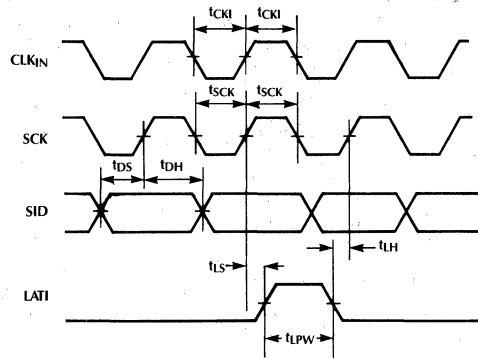 tCKI tCKI
CLKIN
tSCK tSCK
SCK
tDS tDH
SID
tLH
tLS
LATI
tLPW